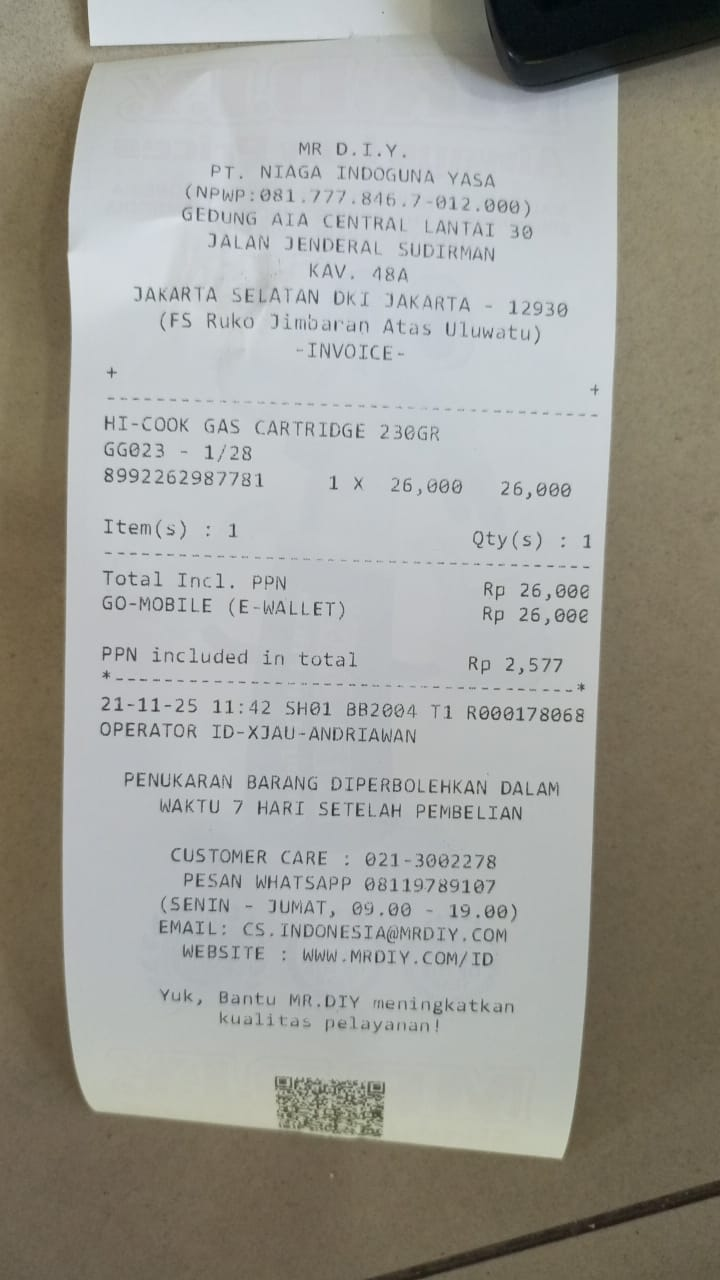 MR D.I.Y.
PT. NIAGA INDOGUNA YASA
(NPWP:081.777.846.7-012.000)
GEDUNG AIA CENTRAL LANTAI 30
JALAN JENDERAL SUDIRMAN
KAV. 48A
JAKARTA SELATAN DKI JAKARTA - 12930
(FS Ruko Jimbaran Atas Uluwatu)
-INVOICE-
+ +
HI-COOK GAS CARTRIDGE 230GR
GG023 - 1/28
8992262987781 1 X 26,000 26,000
Item(s) : 1 Qty(s) : 1
Total Incl. PPN Rp 26,000
GO-MOBILE (E-WALLET) Rp 26,000
PPN included in total Rp 2,577
*-----------------------------------*
21-11-25 11:42 SH01 BB2004 T1 R000178068
OPERATOR ID-XJAU-ANDRIAWAN
PENUKARAN BARANG DIPERBOLEHKAN DALAM
WAKTU 7 HARI SETELAH PEMBELIAN
CUSTOMER CARE : 021-3002278
PESAN WHATSAPP 08119789107
(SENIN - JUMAT, 09.00 - 19.00)
EMAIL: CS.INDONESIA@MRDIY.COM
WEBSITE : WWW.MRDIY.COM/ID
Yuk, Bantu MR.DIY meningkatkan
kualitas pelayanan!